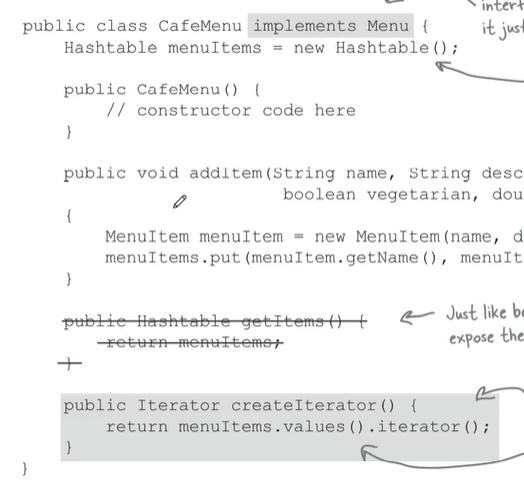 public class CafeMenu implements Menu {
it just
Hashtable menuItems = new Hashtable();
public CafeMenu() {
// constructor code here
}
public void addItem(String name, String desc
boolean vegetarian, dou
{
MenuItem menuItem = new MenuItem(name, d
menuItems.put(menuItem.getName(), menuIt
}
public Hashtable getItems() {
return menuItems;
}
Just like be
expose the
public Iterator createIterator() {
return menuItems.values().iterator();
}
}